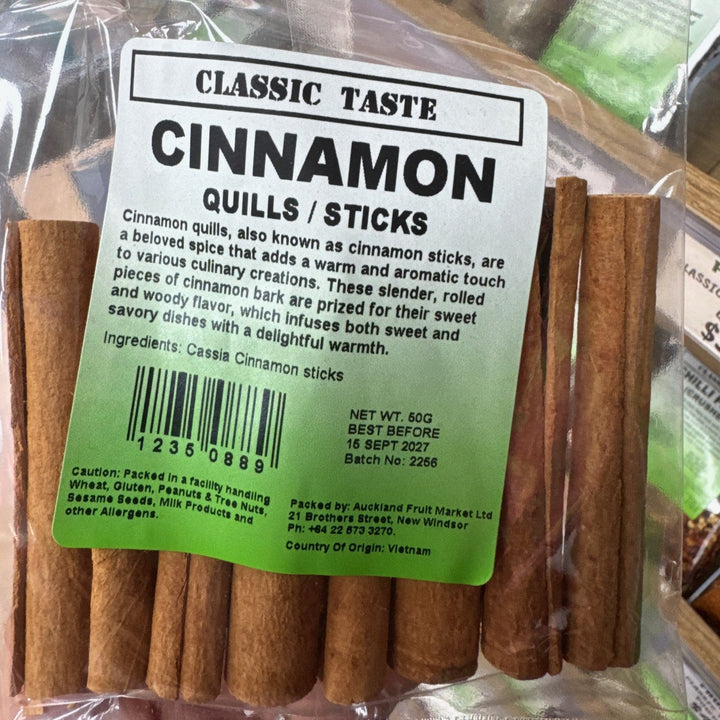 CLASSIC TASTE
CINNAMON
QUILLS / STICKS
Cinnamon quills, also known as cinnamon sticks, are
a beloved spice that adds a warm and aromatic touch
to various culinary creations. These slender, rolled
pieces of cinnamon bark are prized for their sweet
and woody flavor, which infuses both sweet and
savory dishes with a delightful warmth.
Ingredients: Cassia Cinnamon sticks
1235 0889
NET WT. 50G
BEST BEFORE
15 SEPT 2027
Batch No: 2256
Caution: Packed in a facility handling
Wheat, Gluten, Peanuts & Tree Nuts,
Sesame Seeds, Milk Products and
other Allergens.
Packed by: Auckland Fruit Market Ltd
21 Brothers Street, New Windsor
Ph: +64 22 573 3270.
Country Of Origin: Vietnam